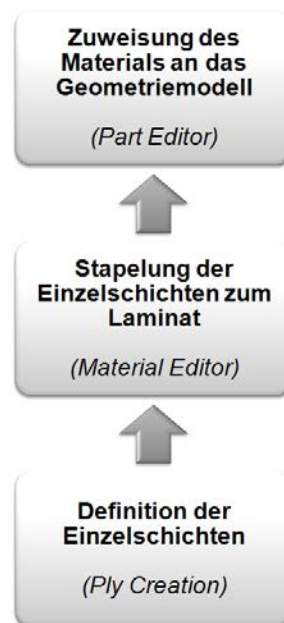 Zuweisung des
Materials an das
Geometriemodell
(Part Editor)
Stapelung der
Einzelschichten zum
Laminat
(Material Editor)
Definition der
Einzelschichten
(Ply Creation)